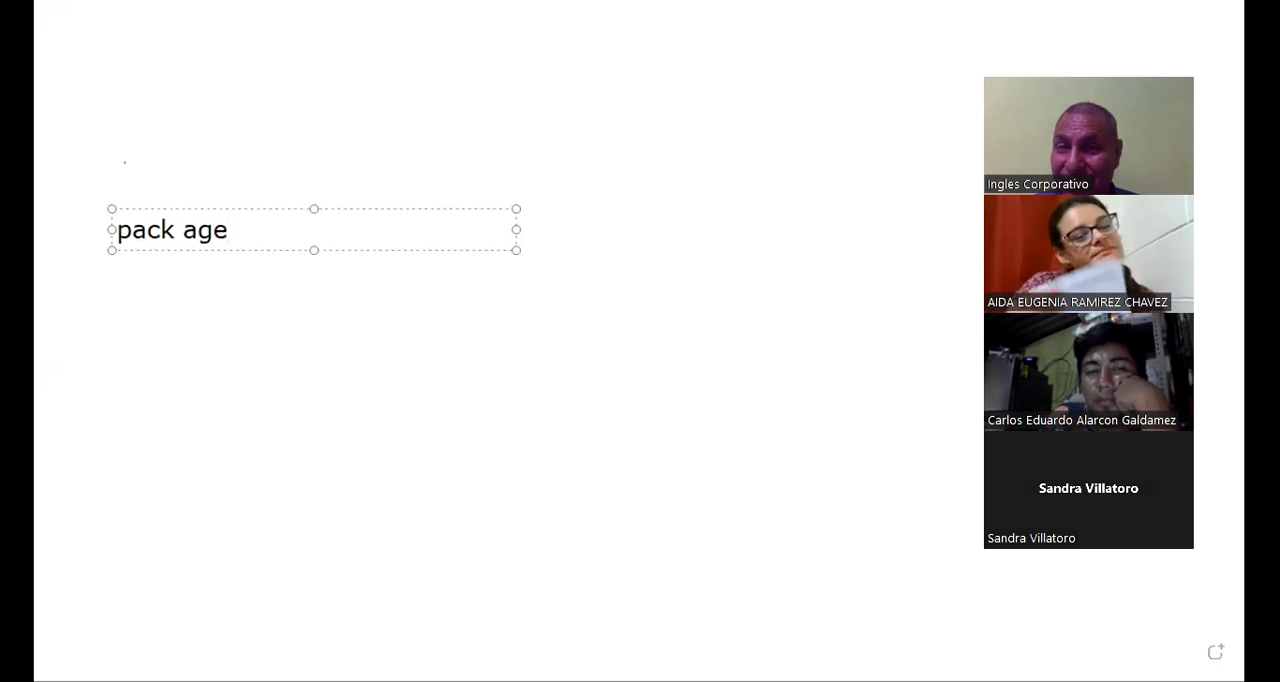 pack age
Ingles Corporativo
AIDA EUGENIA RAMIREZ CHAVEZ
Carlos Eduardo Alarcon Galdamez
Sandra Villatoro
Sandra Villatoro